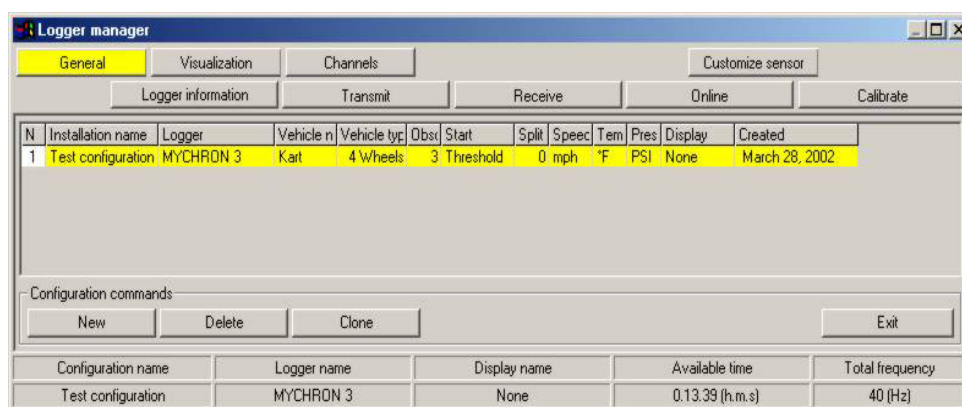 Logger manager
General Visualization Channels Customize sensor
Logger information Transmit Receive Online Calibrate
N Installation name Logger Vehicle n Vehicle typ Obsc Start Split Speec Tem Pres Display Created
1 Test configuration MYCHRON 3 Kart 4 Wheels 3 Threshold 0 mph °F PSI None March 28, 2002
Configuration commands
New Delete Clone Exit
Configuration name Logger name Display name Available time Total frequency
Test configuration MYCHRON 3 None 0.13.39 (h.m.s) 40 (Hz)